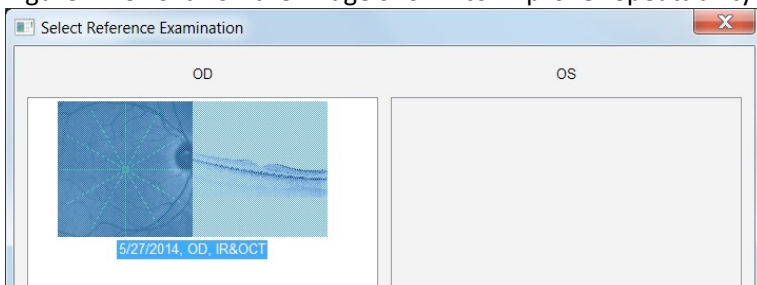 Select Reference Examination
OD
OS
5/27/2014, OD, IR&OCT